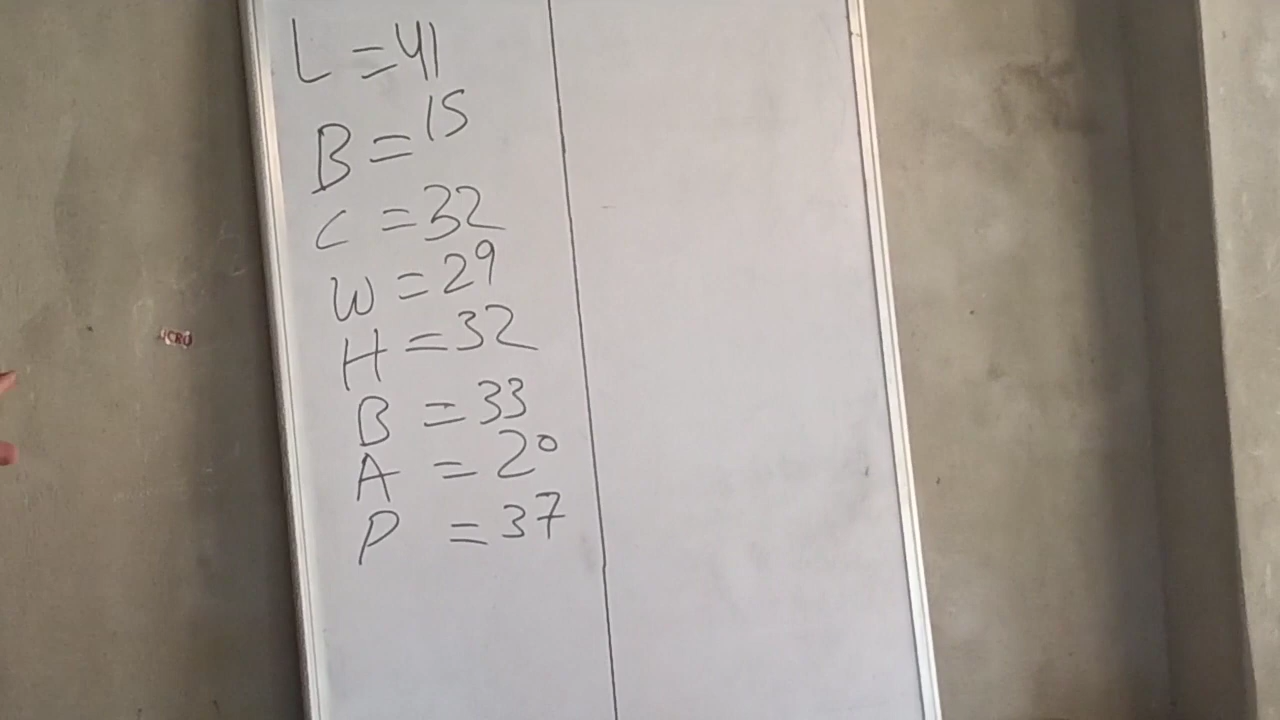 L = 41
B = 15
C = 32
W = 29
H = 32
B = 33
A = 20
P = 37